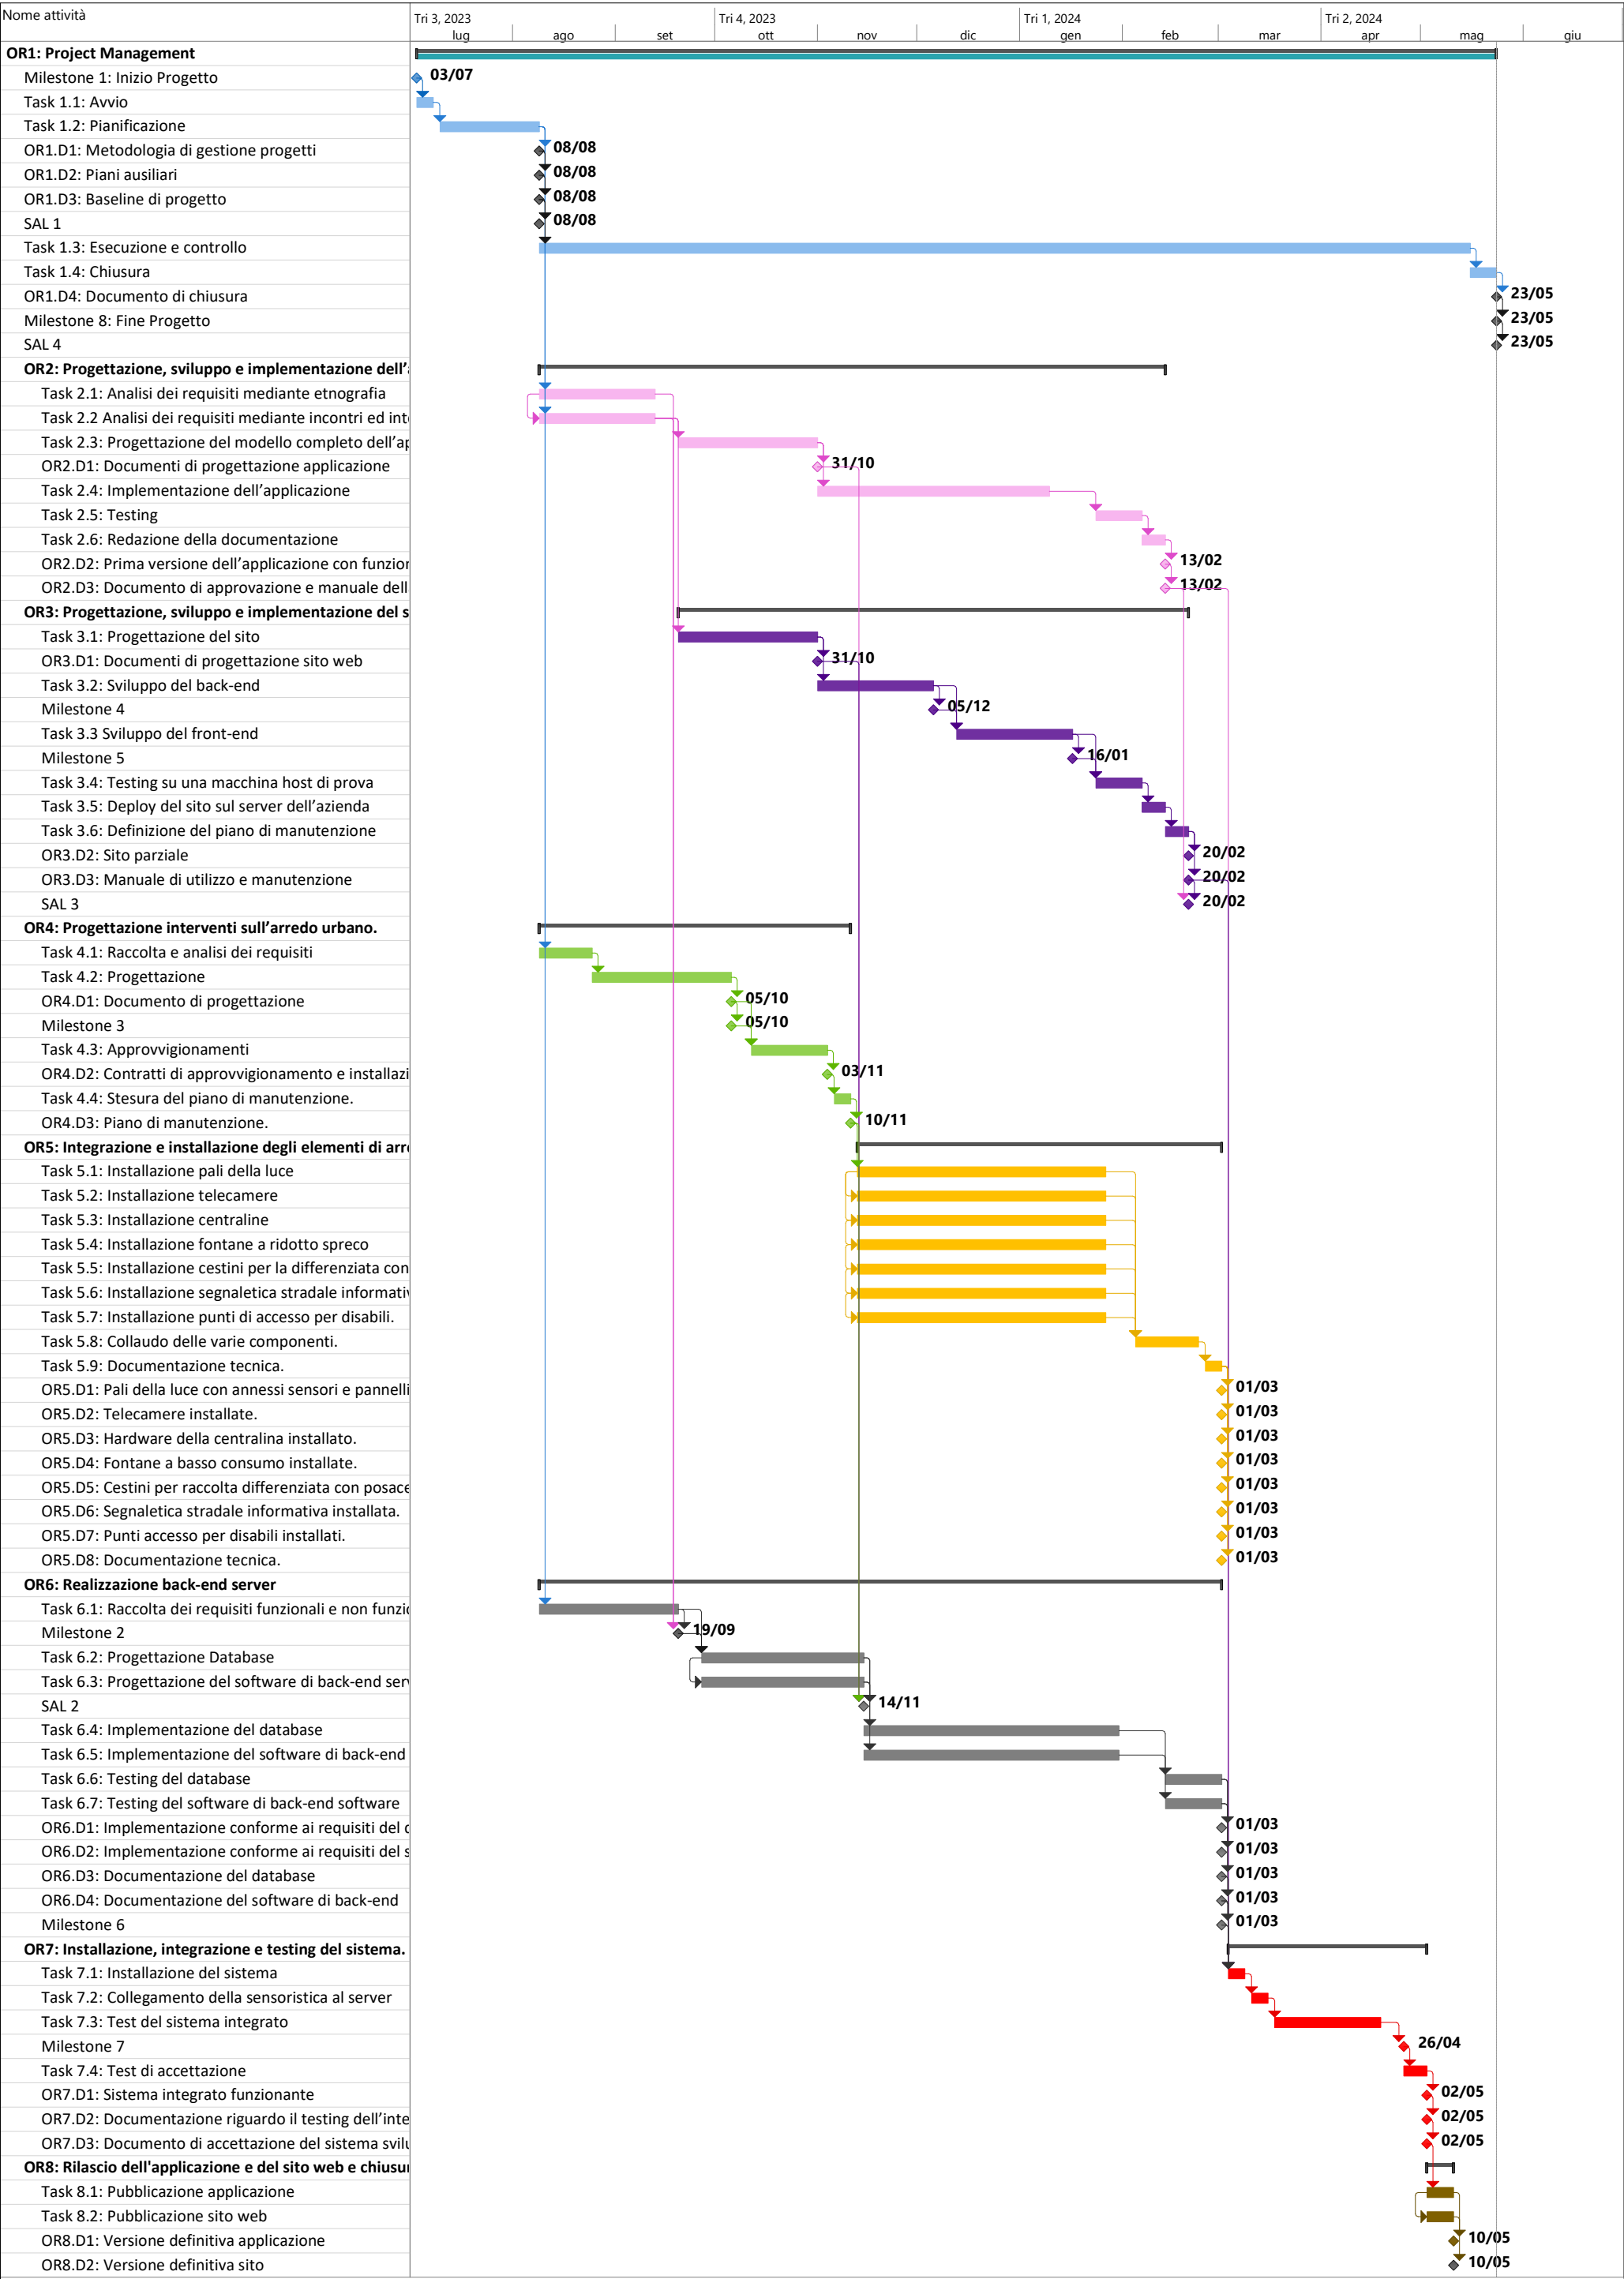 Nome attività
Tri 3, 2023 Tri 4, 2023 Tri 1, 2024 Tri 2, 2024
lug ago set ott nov dic gen feb mar apr mag giu
OR1: Project Management
Milestone 1: Inizio Progetto 03/07
Task 1.1: Avvio
Task 1.2: Pianificazione
OR1.D1: Metodologia di gestione progetti 08/08
OR1.D2: Piani ausiliari 08/08
OR1.D3: Baseline di progetto 08/08
SAL 1 08/08
Task 1.3: Esecuzione e controllo
Task 1.4: Chiusura
OR1.D4: Documento di chiusura 23/05
Milestone 8: Fine Progetto 23/05
SAL 4 23/05
OR2: Progettazione, sviluppo e implementazione dell'
Task 2.1: Analisi dei requisiti mediante etnografia
Task 2.2 Analisi dei requisiti mediante incontri ed int
Task 2.3: Progettazione del modello completo dell'ap
OR2.D1: Documenti di progettazione applicazione 31/10
Task 2.4: Implementazione dell'applicazione
Task 2.5: Testing
Task 2.6: Redazione della documentazione
OR2.D2: Prima versione dell'applicazione con funzion 13/02
OR2.D3: Documento di approvazione e manuale dell 13/02
OR3: Progettazione, sviluppo e implementazione del s
Task 3.1: Progettazione del sito
OR3.D1: Documenti di progettazione sito web 31/10
Task 3.2: Sviluppo del back-end
Milestone 4 05/12
Task 3.3 Sviluppo del front-end
Milestone 5 16/01
Task 3.4: Testing su una macchina host di prova
Task 3.5: Deploy del sito sul server dell'azienda
Task 3.6: Definizione del piano di manutenzione
OR3.D2: Sito parziale 20/02
OR3.D3: Manuale di utilizzo e manutenzione 20/02
SAL 3 20/02
OR4: Progettazione interventi sull'arredo urbano.
Task 4.1: Raccolta e analisi dei requisiti
Task 4.2: Progettazione
OR4.D1: Documento di progettazione 05/10
Milestone 3 05/10
Task 4.3: Approvvigionamenti
OR4.D2: Contratti di approvvigionamento e installazi 03/11
Task 4.4: Stesura del piano di manutenzione.
OR4.D3: Piano di manutenzione. 10/11
OR5: Integrazione e installazione degli elementi di arr
Task 5.1: Installazione pali della luce
Task 5.2: Installazione telecamere
Task 5.3: Installazione centraline
Task 5.4: Installazione fontane a ridotto spreco
Task 5.5: Installazione cestini per la differenziata con
Task 5.6: Installazione segnaletica stradale informativ
Task 5.7: Installazione punti di accesso per disabili.
Task 5.8: Collaudo delle varie componenti.
Task 5.9: Documentazione tecnica.
OR5.D1: Pali della luce con annessi sensori e pannelli 01/03
OR5.D2: Telecamere installate. 01/03
OR5.D3: Hardware della centralina installato. 01/03
OR5.D4: Fontane a basso consumo installate. 01/03
OR5.D5: Cestini per raccolta differenziata con posace 01/03
OR5.D6: Segnaletica stradale informativa installata. 01/03
OR5.D7: Punti accesso per disabili installati. 01/03
OR5.D8: Documentazione tecnica. 01/03
OR6: Realizzazione back-end server
Task 6.1: Raccolta dei requisiti funzionali e non funzio
Milestone 2 19/09
Task 6.2: Progettazione Database
Task 6.3: Progettazione del software di back-end serv
SAL 2 14/11
Task 6.4: Implementazione del database
Task 6.5: Implementazione del software di back-end
Task 6.6: Testing del database
Task 6.7: Testing del software di back-end software
OR6.D1: Implementazione conforme ai requisiti del d 01/03
OR6.D2: Implementazione conforme ai requisiti del s 01/03
OR6.D3: Documentazione del database 01/03
OR6.D4: Documentazione del software di back-end 01/03
Milestone 6 01/03
OR7: Installazione, integrazione e testing del sistema.
Task 7.1: Installazione del sistema
Task 7.2: Collegamento della sensoristica al server
Task 7.3: Test del sistema integrato
Milestone 7 26/04
Task 7.4: Test di accettazione
OR7.D1: Sistema integrato funzionante 02/05
OR7.D2: Documentazione riguardo il testing dell'inte 02/05
OR7.D3: Documento di accettazione del sistema svilu 02/05
OR8: Rilascio dell'applicazione e del sito web e chiusur
Task 8.1: Pubblicazione applicazione
Task 8.2: Pubblicazione sito web
OR8.D1: Versione definitiva applicazione 10/05
OR8.D2: Versione definitiva sito 10/05